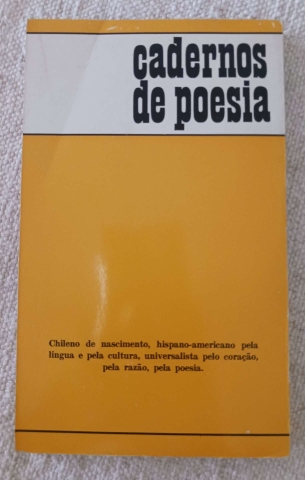 cadernos
de poesia
Chileno de nascimento, hispano-americano pela
língua e pela cultura, universalista pelo coração,
pela razão, pela poesia.